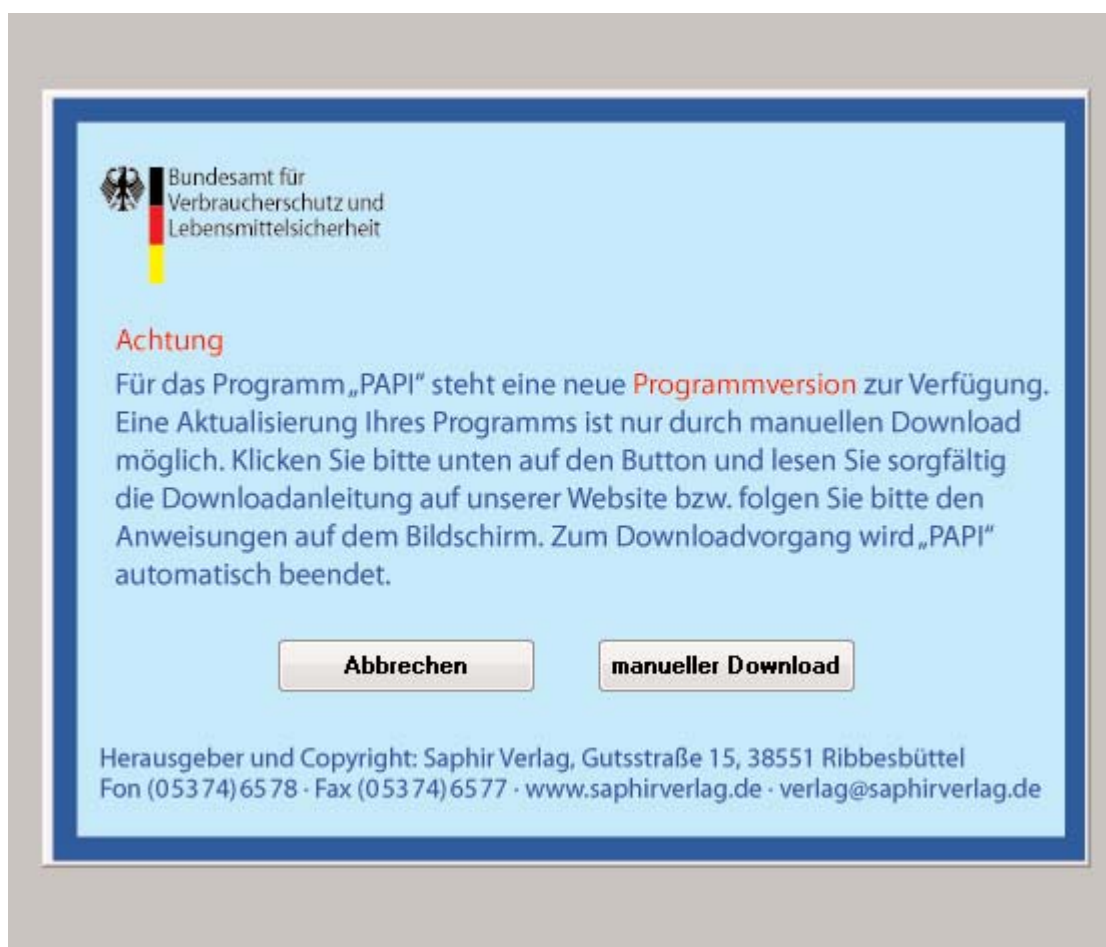 Bundesamt für
Verbraucherschutz und
Lebensmittelsicherheit
Achtung
Für das Programm „PAPI“ steht eine neue Programmversion zur Verfügung.
Eine Aktualisierung Ihres Programms ist nur durch manuellen Download
möglich. Klicken Sie bitte unten auf den Button und lesen Sie sorgfältig
die Downloadanleitung auf unserer Website bzw. folgen Sie bitte den
Anweisungen auf dem Bildschirm. Zum Downloadvorgang wird „PAPI“
automatisch beendet.
Abbrechen manueller Download
Herausgeber und Copyright: Saphir Verlag, Gutsstraße 15, 38551 Ribbesbüttel
Fon (05374) 6578 · Fax (05374) 6577 · www.saphirverlag.de · verlag@saphirverlag.de